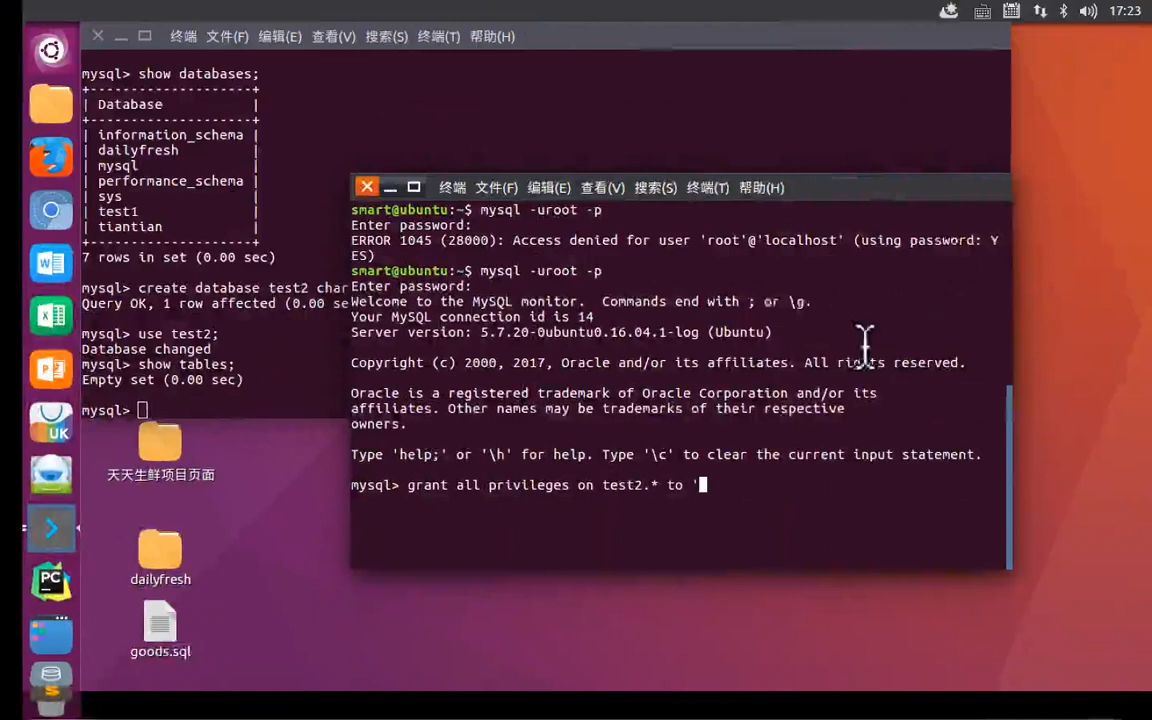 17:23
终端 文件(F) 编辑(E) 查看(V) 搜索(S) 终端(T) 帮助(H)
mysql> show databases;
+--------------------+
| Database           |
+--------------------+
| information_schema |
| dailyfresh         |
| mysql              |
| performance_schema |
| sys                |
| test1              |
| tiantian           |
+--------------------+
7 rows in set (0.00 sec)
mysql> create database test2 char
Query OK, 1 row affected (0.00 se
mysql> use test2;
Database changed
mysql> show tables;
Empty set (0.00 sec)
mysql>
终端 文件(F) 编辑(E) 查看(V) 搜索(S) 终端(T) 帮助(H)
smart@ubuntu:~$ mysql -uroot -p
Enter password:
ERROR 1045 (28000): Access denied for user 'root'@'localhost' (using password: Y
ES)
smart@ubuntu:~$ mysql -uroot -p
Enter password:
Welcome to the MySQL monitor.  Commands end with ; or \g.
Your MySQL connection id is 14
Server version: 5.7.20-0ubuntu0.16.04.1-log (Ubuntu)
Copyright (c) 2000, 2017, Oracle and/or its affiliates. All rights reserved.
Oracle is a registered trademark of Oracle Corporation and/or its
affiliates. Other names may be trademarks of their respective
owners.
Type 'help;' or '\h' for help. Type '\c' to clear the current input statement.
mysql> grant all privileges on test2.* to '
天天生鲜项目页面
dailyfresh
goods.sql
W
X
P
UK
PC
S